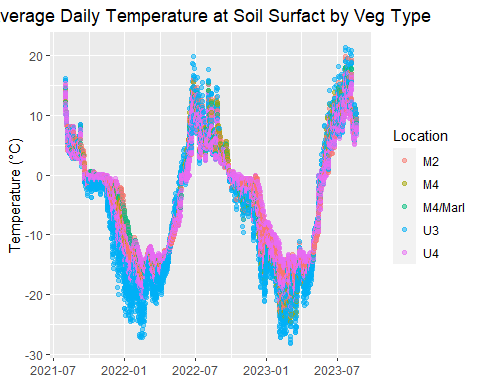 verage Daily Temperature at Soil Surfact by Veg Type
Temperature (°C)
20
10
0
-10
-20
-30
2021-07
2022-01
2022-07
2023-01
2023-07
Location
M2
M4
M4/Marl
U3
U4